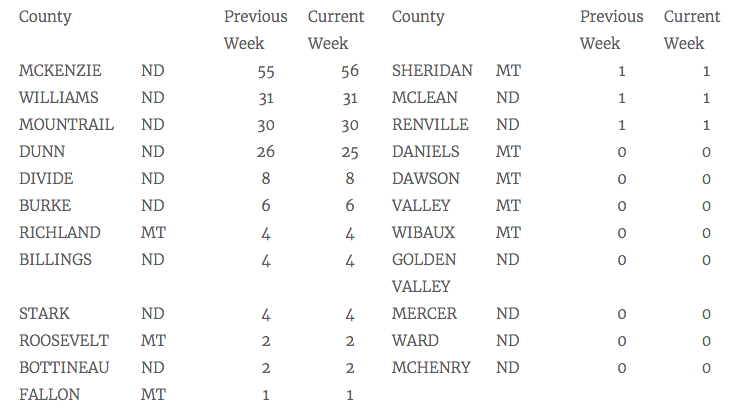 County Previous Current County Previous Current
Week Week Week Week
MCKENZIE ND 55 56 SHERIDAN MT 1 1
WILLIAMS ND 31 31 MCLEAN ND 1 1
MOUNTRAIL ND 30 30 RENVILLE ND 1 1
DUNN ND 26 25 DANIELS MT 0 0
DIVIDE ND 8 8 DAWSON MT 0 0
BURKE ND 6 6 VALLEY MT 0 0
RICHLAND MT 4 4 WIBAUX MT 0 0
BILLINGS ND 4 4 GOLDEN ND 0 0
VALLEY
STARK ND 4 4 MERCER ND 0 0
ROOSEVELT MT 2 2 WARD ND 0 0
BOTTINEAU ND 2 2 MCHENRY ND 0 0
FALLON MT 1 1